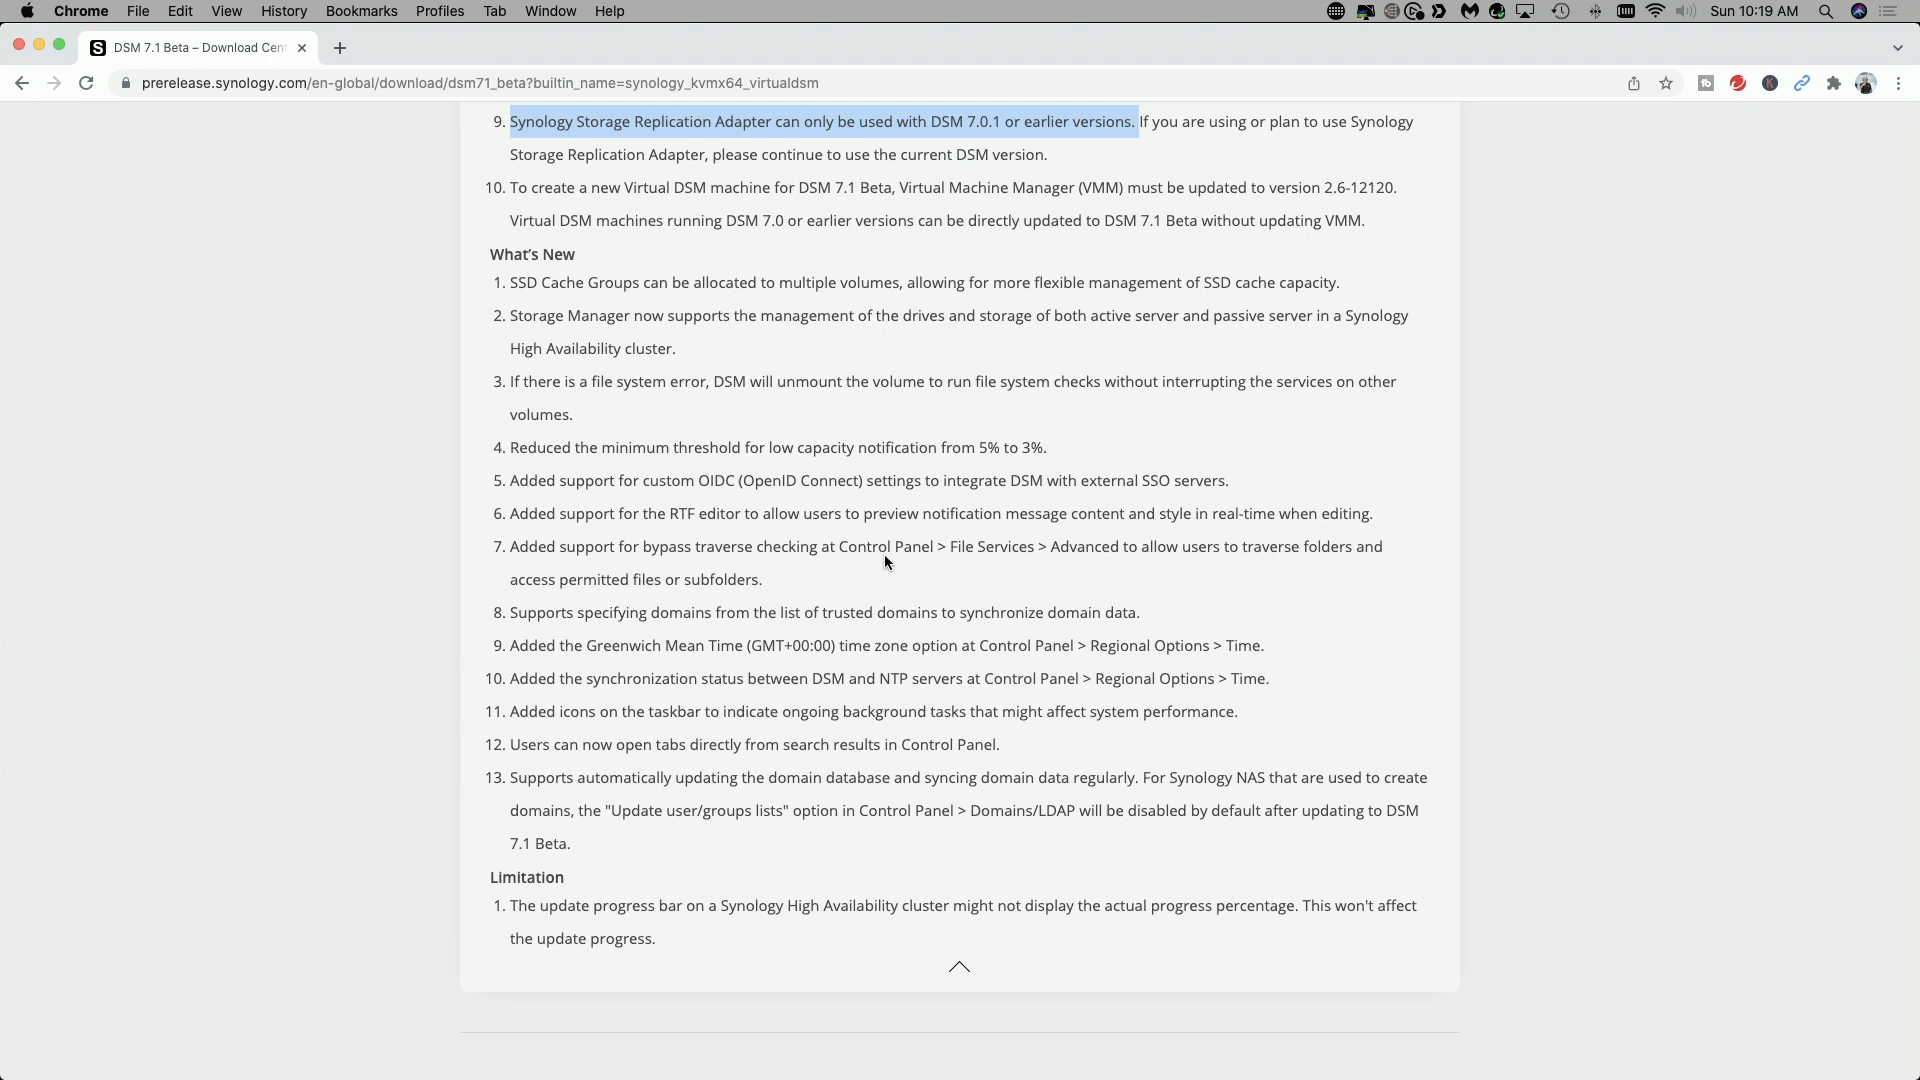 Chrome File Edit View History Bookmarks Profiles Tab Window Help Sun 10:19 AM
DSM 7.1 Beta – Download Cent
prerelease.synology.com/en-global/download/dsm71_beta?builtin_name=synology_kvmx64_virtualdsm
9. Synology Storage Replication Adapter can only be used with DSM 7.0.1 or earlier versions. If you are using or plan to use Synology
Storage Replication Adapter, please continue to use the current DSM version.
10. To create a new Virtual DSM machine for DSM 7.1 Beta, Virtual Machine Manager (VMM) must be updated to version 2.6-12120.
Virtual DSM machines running DSM 7.0 or earlier versions can be directly updated to DSM 7.1 Beta without updating VMM.
What’s New
1. SSD Cache Groups can be allocated to multiple volumes, allowing for more flexible management of SSD cache capacity.
2. Storage Manager now supports the management of the drives and storage of both active server and passive server in a Synology
High Availability cluster.
3. If there is a file system error, DSM will unmount the volume to run file system checks without interrupting the services on other
volumes.
4. Reduced the minimum threshold for low capacity notification from 5% to 3%.
5. Added support for custom OIDC (OpenID Connect) settings to integrate DSM with external SSO servers.
6. Added support for the RTF editor to allow users to preview notification message content and style in real-time when editing.
7. Added support for bypass traverse checking at Control Panel > File Services > Advanced to allow users to traverse folders and
access permitted files or subfolders.
8. Supports specifying domains from the list of trusted domains to synchronize domain data.
9. Added the Greenwich Mean Time (GMT+00:00) time zone option at Control Panel > Regional Options > Time.
10. Added the synchronization status between DSM and NTP servers at Control Panel > Regional Options > Time.
11. Added icons on the taskbar to indicate ongoing background tasks that might affect system performance.
12. Users can now open tabs directly from search results in Control Panel.
13. Supports automatically updating the domain database and syncing domain data regularly. For Synology NAS that are used to create
domains, the "Update user/groups lists" option in Control Panel > Domains/LDAP will be disabled by default after updating to DSM
7.1 Beta.
Limitation
1. The update progress bar on a Synology High Availability cluster might not display the actual progress percentage. This won't affect
the update progress.